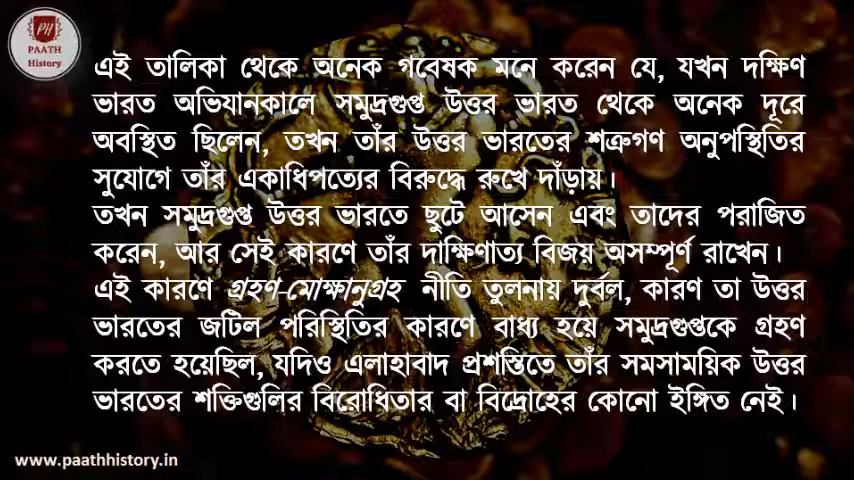 PH
PAATH
History
এই তালিকা থেকে অনেক গবেষক মনে করেন যে, যখন দক্ষিণ
ভারত অভিযানকালে সমুদ্রগুপ্ত উত্তর ভারত থেকে অনেক দূরে
অবস্থিত ছিলেন, তখন তাঁর উত্তর ভারতের শত্রুগণ অনুপস্থিতির
সুযোগে তাঁর একাধিপত্যের বিরুদ্ধে রুখে দাঁড়ায়।
তখন সমুদ্রগুপ্ত উত্তর ভারতে ছুটে আসেন এবং তাদের পরাজিত
করেন, আর সেই কারণে তাঁর দাক্ষিণাত্য বিজয় অসম্পূর্ণ রাখেন।
এই কারণে গ্রহণ-মোক্ষানুগ্রহ নীতি তুলনায় দুর্বল, কারণ তা উত্তর
ভারতের জটিল পরিস্থিতির কারণে বাধ্য হয়ে সমুদ্রগুপ্তকে গ্রহণ
করতে হয়েছিল, যদিও এলাহাবাদ প্রশস্তিতে তাঁর সমসাময়িক উত্তর
ভারতের শক্তিগুলির বিরোধিতার বা বিদ্রোহের কোনো ইঙ্গিত নেই।
www.paathhistory.in